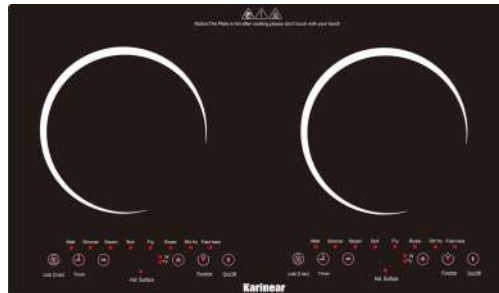 Notice:The Plate is hot after cooking,please don't touch with your hand!
Melt Simmer Steam Boil Fry Roast Stir fry Fast heat
Melt Simmer Steam Boil Fry Roast Stir fry Fast heat
°W
°F
°F
Lock (3 sec) Timer Function On/Off
Lock (3 sec) Timer Function On/Off
Hot Surface
Hot Surface
Karinear